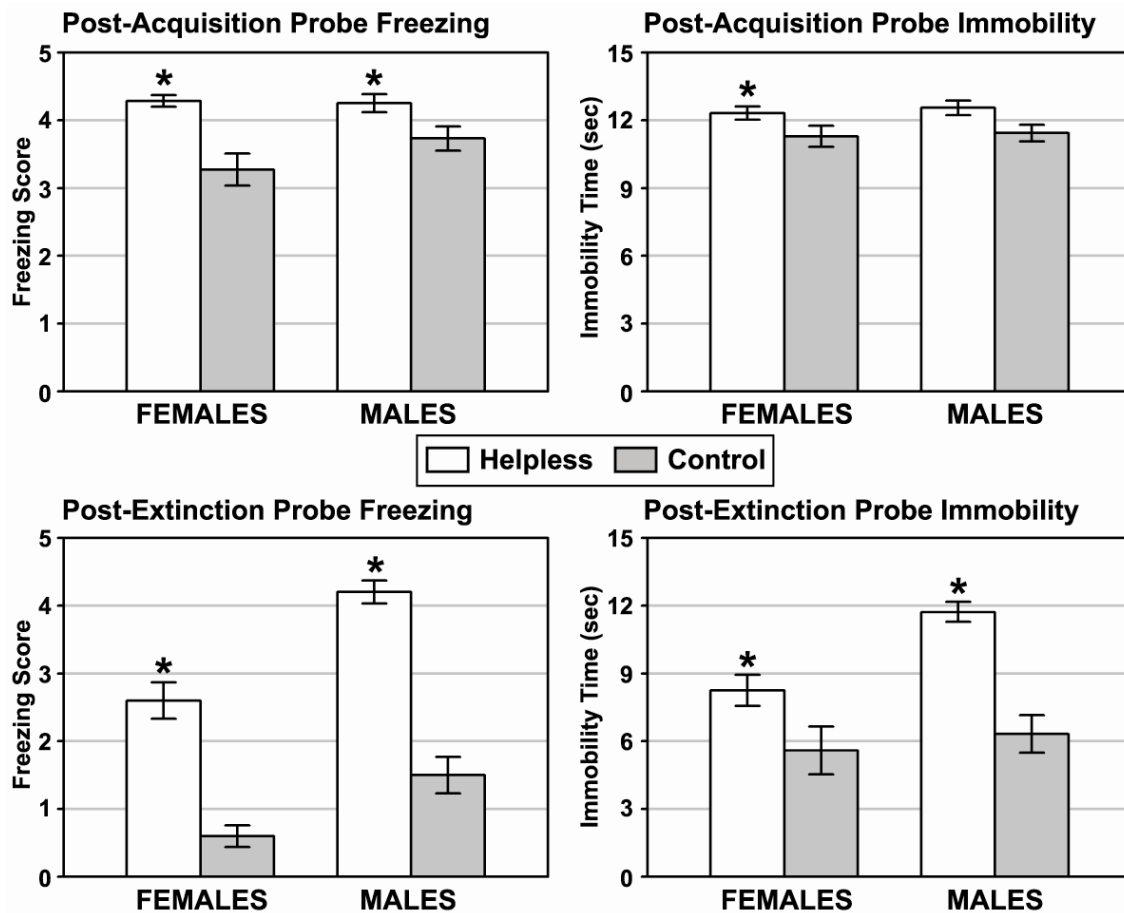 Post-Acquisition Probe Freezing
Freezing Score
5
4
3
2
1
0
*
*
FEMALES
MALES
Post-Acquisition Probe Immobility
Immobility Time (sec)
15
12
9
6
3
0
*
FEMALES
MALES
Helpless
Control
Post-Extinction Probe Freezing
Freezing Score
5
4
3
2
1
0
*
*
FEMALES
MALES
Post-Extinction Probe Immobility
Immobility Time (sec)
15
12
9
6
3
0
*
*
FEMALES
MALES